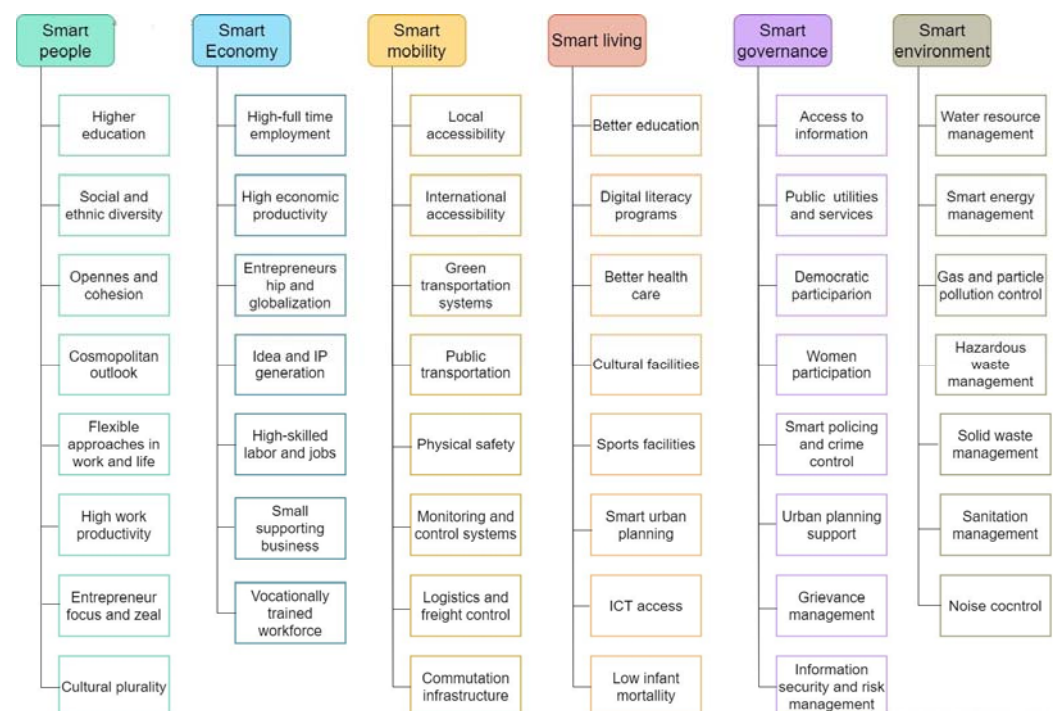 Smart
people
Higher
education
Social and
ethnic diversity
Opennes and
cohesion
Cosmopolitan
outlook
Flexible
approaches in
work and life
High work
productivity
Entrepreneur
focus and zeal
Cultural plurality
Smart
Economy
High-full time
employment
High economic
productivity
Entrepreneurs
hip and
globalization
Idea and IP
generation
High-skilled
labor and jobs
Small
supporting
business
Vocationally
trained
workforce
Smart
mobility
Local
accessibility
International
accessibility
Green
transportation
systems
Public
transportation
Physical safety
Monitoring and
control systems
Logistics and
freight control
Commutation
infrastructure
Smart living
Better education
Digital literacy
programs
Better health
care
Cultural facilities
Sports facilities
Smart urban
planning
ICT access
Low infant
mortallity
Smart
governance
Access to
information
Public utilities
and services
Democratic
participarion
Women
participation
Smart policing
and crime
control
Urban planning
support
Grievance
management
Information
security and risk
management
Smart
environment
Water resource
management
Smart energy
management
Gas and particle
pollution control
Hazardous
waste
management
Solid waste
management
Sanitation
management
Noise cocntrol